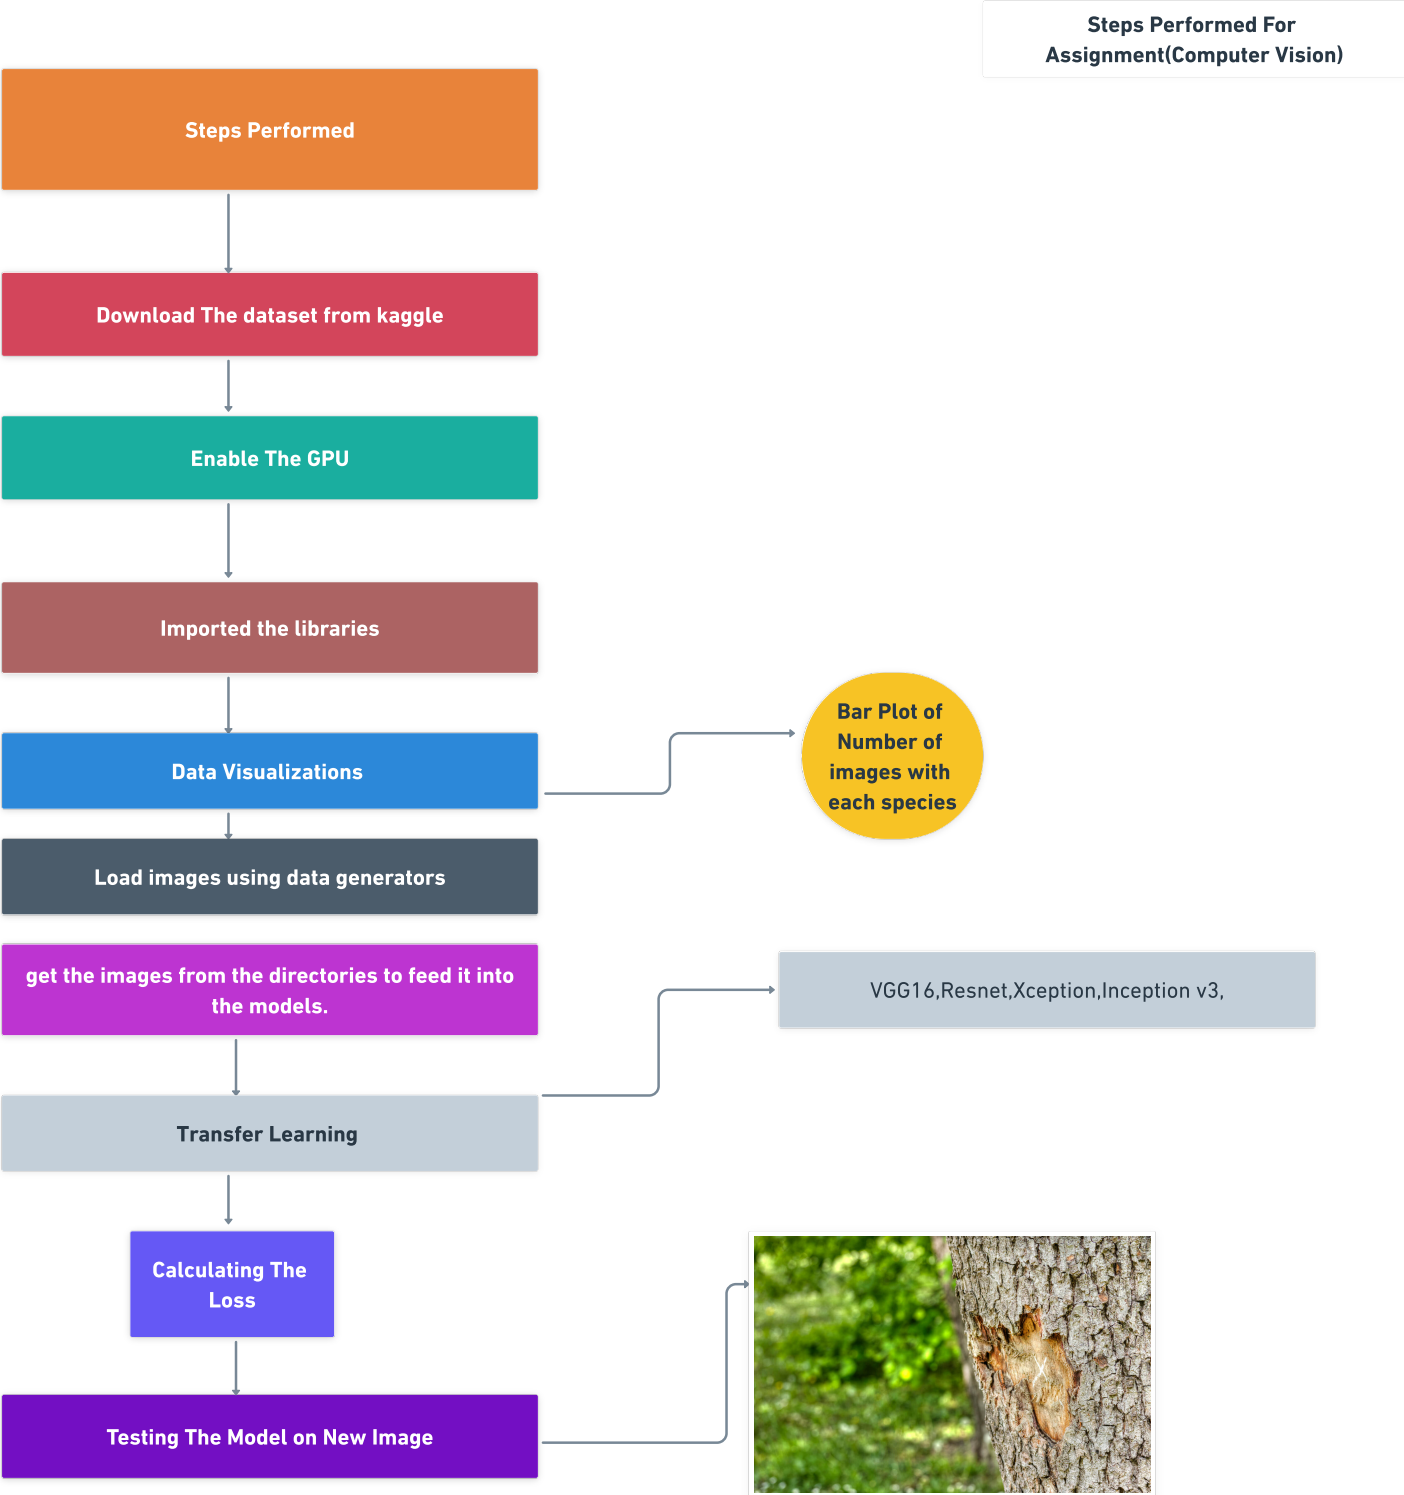 Steps Performed For
Assignment(Computer Vision)
Steps Performed
Download The dataset from kaggle
Enable The GPU
Imported the libraries
Data Visualizations
Bar Plot of
Number of
images with
each species
Load images using data generators
get the images from the directories to feed it into
the models.
VGG16,Resnet,Xception,Inception v3,
Transfer Learning
Calculating The
Loss
Testing The Model on New Image